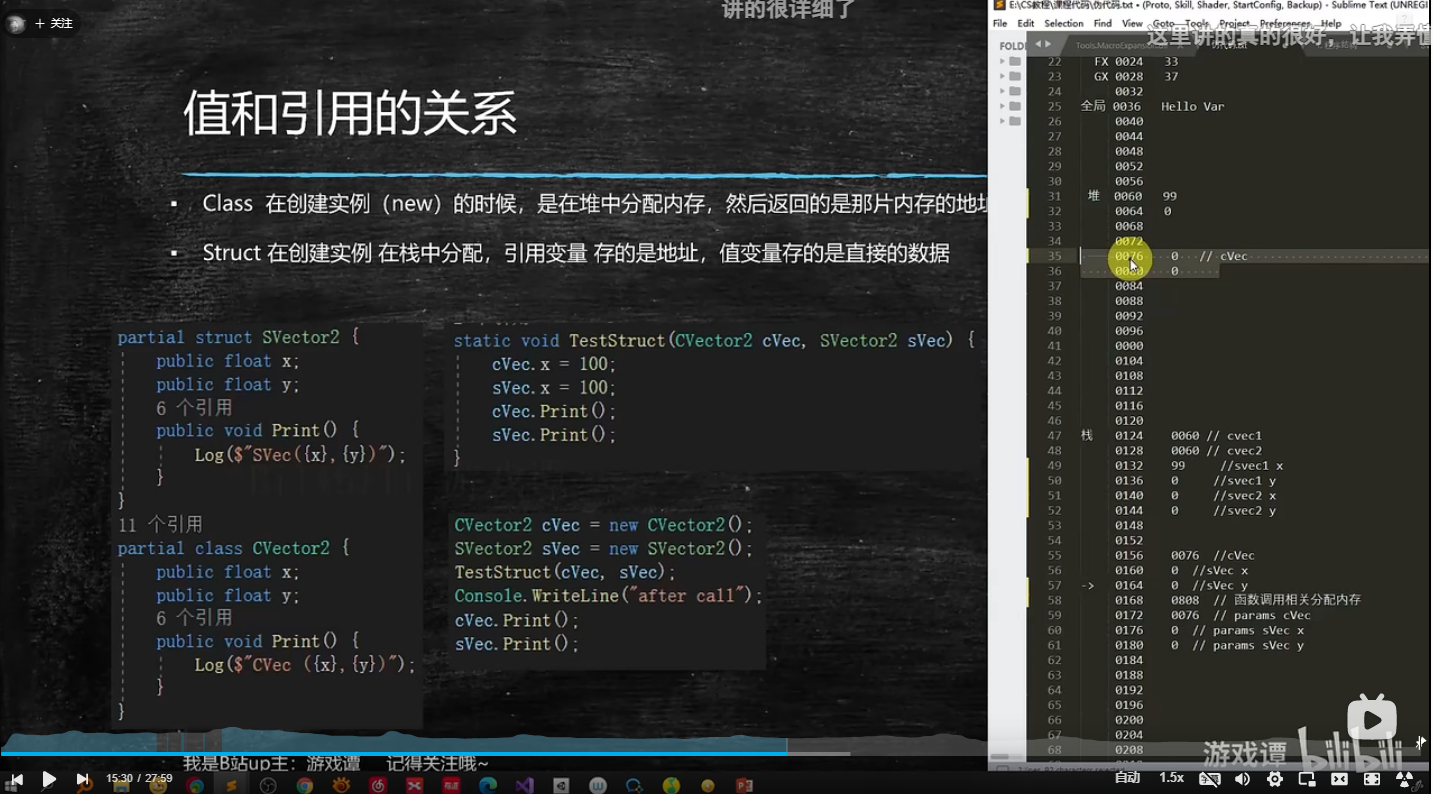 讲的很详细了
+ 关注
E:\CS教程\课程代码\伪代码.txt • (Proto, Skill, Shader, StartConfig, Backup) - Sublime Text (UNREGI
File Edit Selection Find View Goto Tools Project Preferences Help
这里讲的真的很好，让我弄懂
FOLD
值和引用的关系
▪ Class 在创建实例（new）的时候，是在堆中分配内存，然后返回的是那片内存的地址
▪ Struct 在创建实例 在栈中分配，引用变量 存的是地址，值变量存的是直接的数据
partial struct SVector2 {
public float x;
public float y;
6 个引用
public void Print() {
Log($"SVec({x},{y})");
}
}
11 个引用
partial class CVector2 {
public float x;
public float y;
6 个引用
public void Print() {
Log($"CVec ({x},{y})");
}
}
static void TestStruct(CVector2 cVec, SVector2 sVec) {
cVec.x = 100;
sVec.x = 100;
cVec.Print();
sVec.Print();
}
CVector2 cVec = new CVector2();
SVector2 sVec = new SVector2();
TestStruct(cVec, sVec);
Console.WriteLine("after call");
cVec.Print();
sVec.Print();
22 FX 0024 33
23 GX 0028 37
24 0032
25 全局 0036 Hello Var
26 0040
27 0044
28 0048
29 0052
30 0056
31 堆 0060 99
32 0064 0
33 0068
34 0072
35 0076 0 // cVec
36 0080 0
37 0084
38 0088
39 0092
40 0096
41 0000
42 0104
43 0108
44 0112
45 0116
46 0120
47 栈 0124 0060 // cvec1
48 0128 0060 // cvec2
49 0132 99 //svec1 x
50 0136 0 //svec1 y
51 0140 0 //svec2 x
52 0144 0 //svec2 y
53 0148
54 0152
55 0156 0076 //cVec
56 0160 0 //sVec x
57 -> 0164 0 //sVec y
58 0168 0808 // 函数调用相关分配内存
59 0172 0076 // params cVec
60 0176 0 // params sVec x
61 0180 0 // params sVec y
62 0184
63 0188
64 0192
65 0196
66 0200
67 0204
68 0208
游戏谭 bilibili
我是B站up主：游戏谭 记得关注哦~
15:30 / 27:59
自动 1.5x